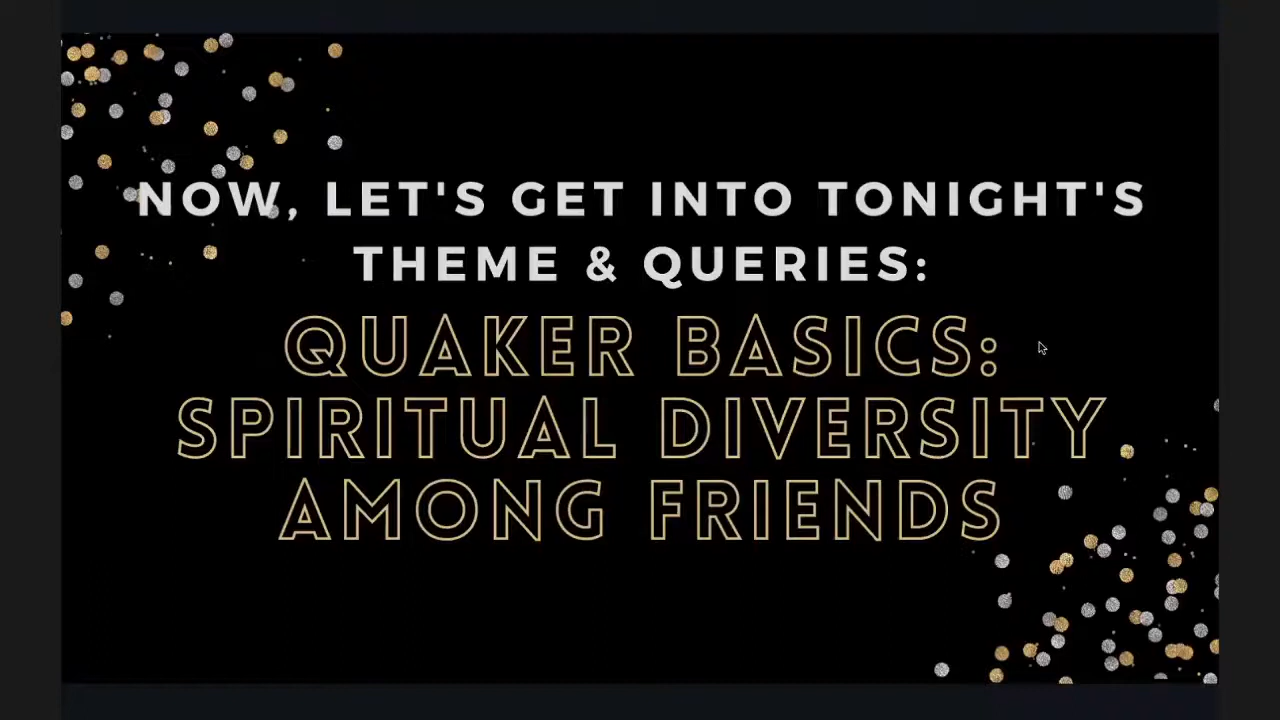 NOW, LET'S GET INTO TONIGHT'S
THEME & QUERIES:
QUAKER BASICS:
SPIRITUAL DIVERSITY
AMONG FRIENDS